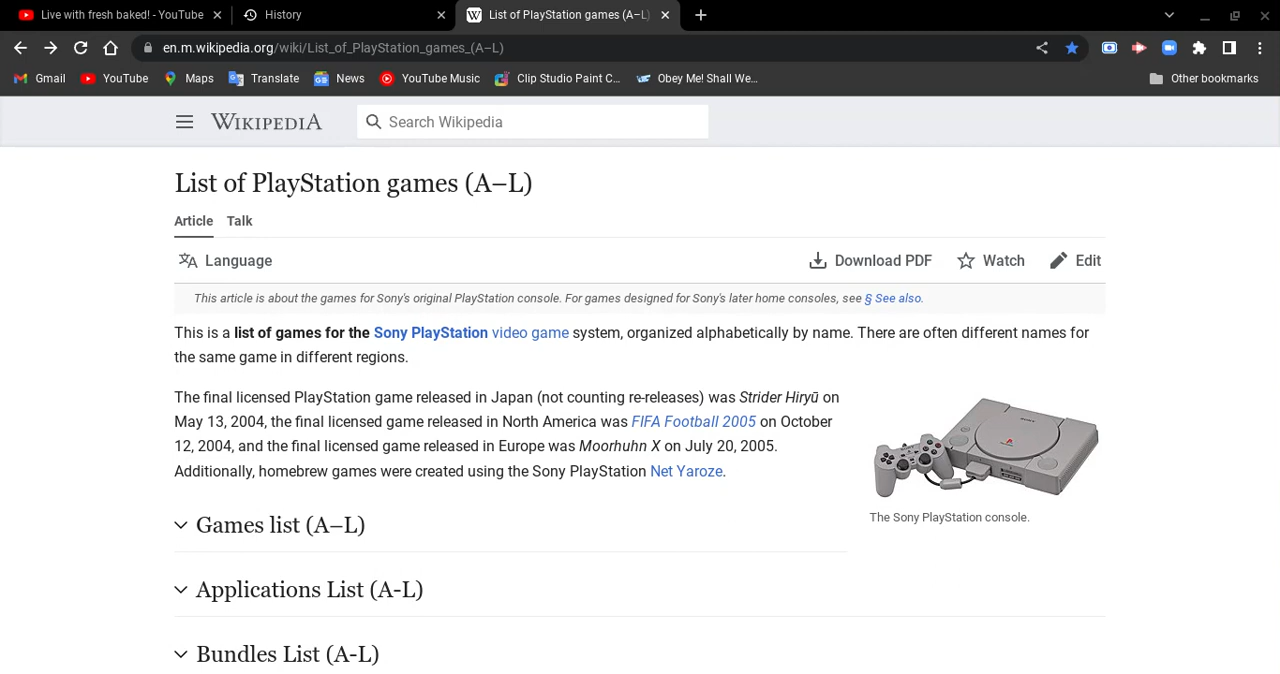 Live with fresh baked! - YouTube
History
List of PlayStation games (A–L)
en.m.wikipedia.org/wiki/List_of_PlayStation_games_(A–L)
Gmail YouTube Maps Translate News YouTube Music Clip Studio Paint C... Obey Me! Shall We... Other bookmarks
WIKIPEDIA
Search Wikipedia
List of PlayStation games (A–L)
Article Talk
Language Download PDF Watch Edit
This article is about the games for Sony's original PlayStation console. For games designed for Sony's later home consoles, see § See also.
This is a list of games for the Sony PlayStation video game system, organized alphabetically by name. There are often different names for
the same game in different regions.
The final licensed PlayStation game released in Japan (not counting re-releases) was Strider Hiryū on
May 13, 2004, the final licensed game released in North America was FIFA Football 2005 on October
12, 2004, and the final licensed game released in Europe was Moorhuhn X on July 20, 2005.
Additionally, homebrew games were created using the Sony PlayStation Net Yaroze.
The Sony PlayStation console.
Games list (A–L)
Applications List (A-L)
Bundles List (A-L)